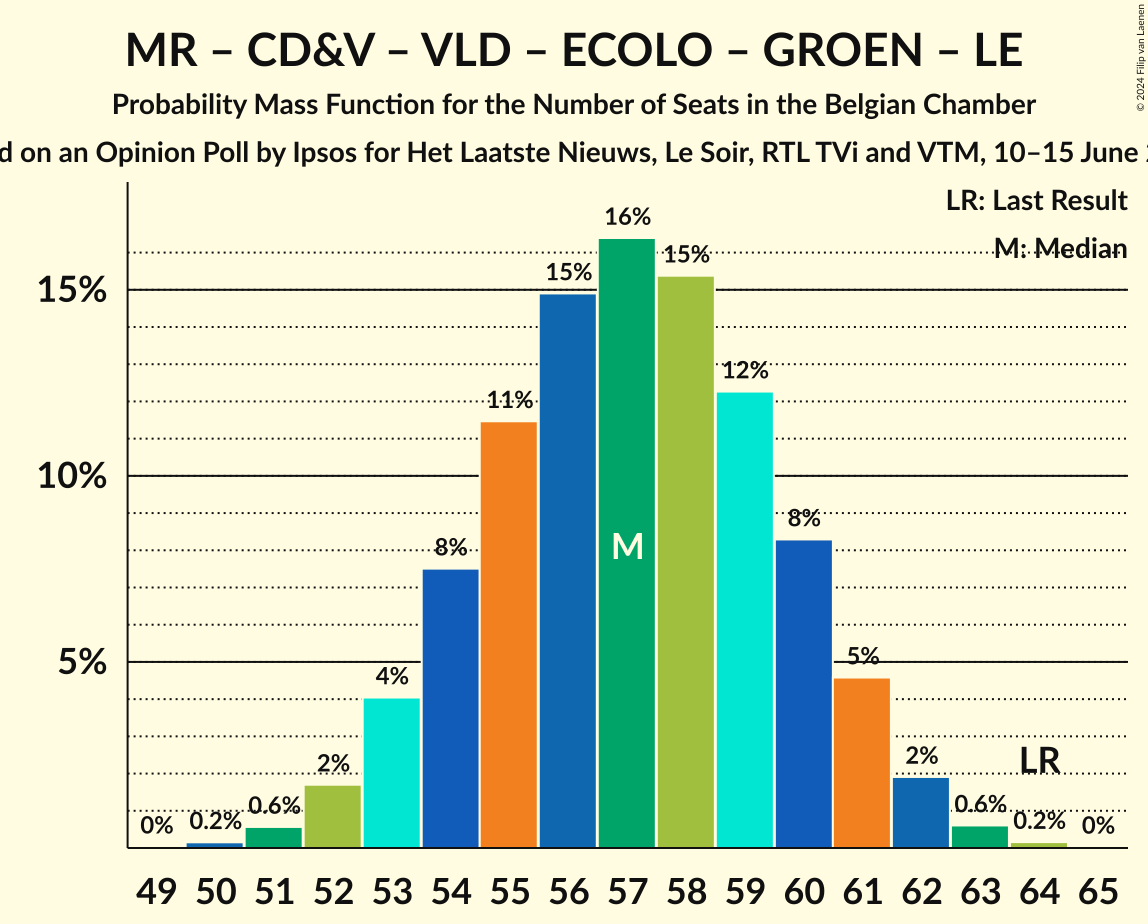 MR – CD&V – VLD – ECOLO – GROEN – LE
Probability Mass Function for the Number of Seats in the Belgian Chamber
on an Opinion Poll by Ipsos for Het Laatste Nieuws, Le Soir, RTL TVi and VTM, 10–15 June
© 2024 Filip van Laenen
LR: Last Result
M: Median
16%
15%
15%
15%
12%
11%
10%
8%
8%
M
5%
5%
4%
2%
2%
LR
0%
0.2%
0.6%
0.6%
0.2%
0%
49 50 51 52 53 54 55 56 57 58 59 60 61 62 63 64 65